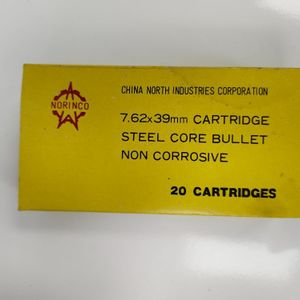 NORINCO
CHINA NORTH INDUSTRIES CORPORATION
7.62x39mm CARTRIDGE
STEEL CORE BULLET
NON CORROSIVE
20 CARTRIDGES